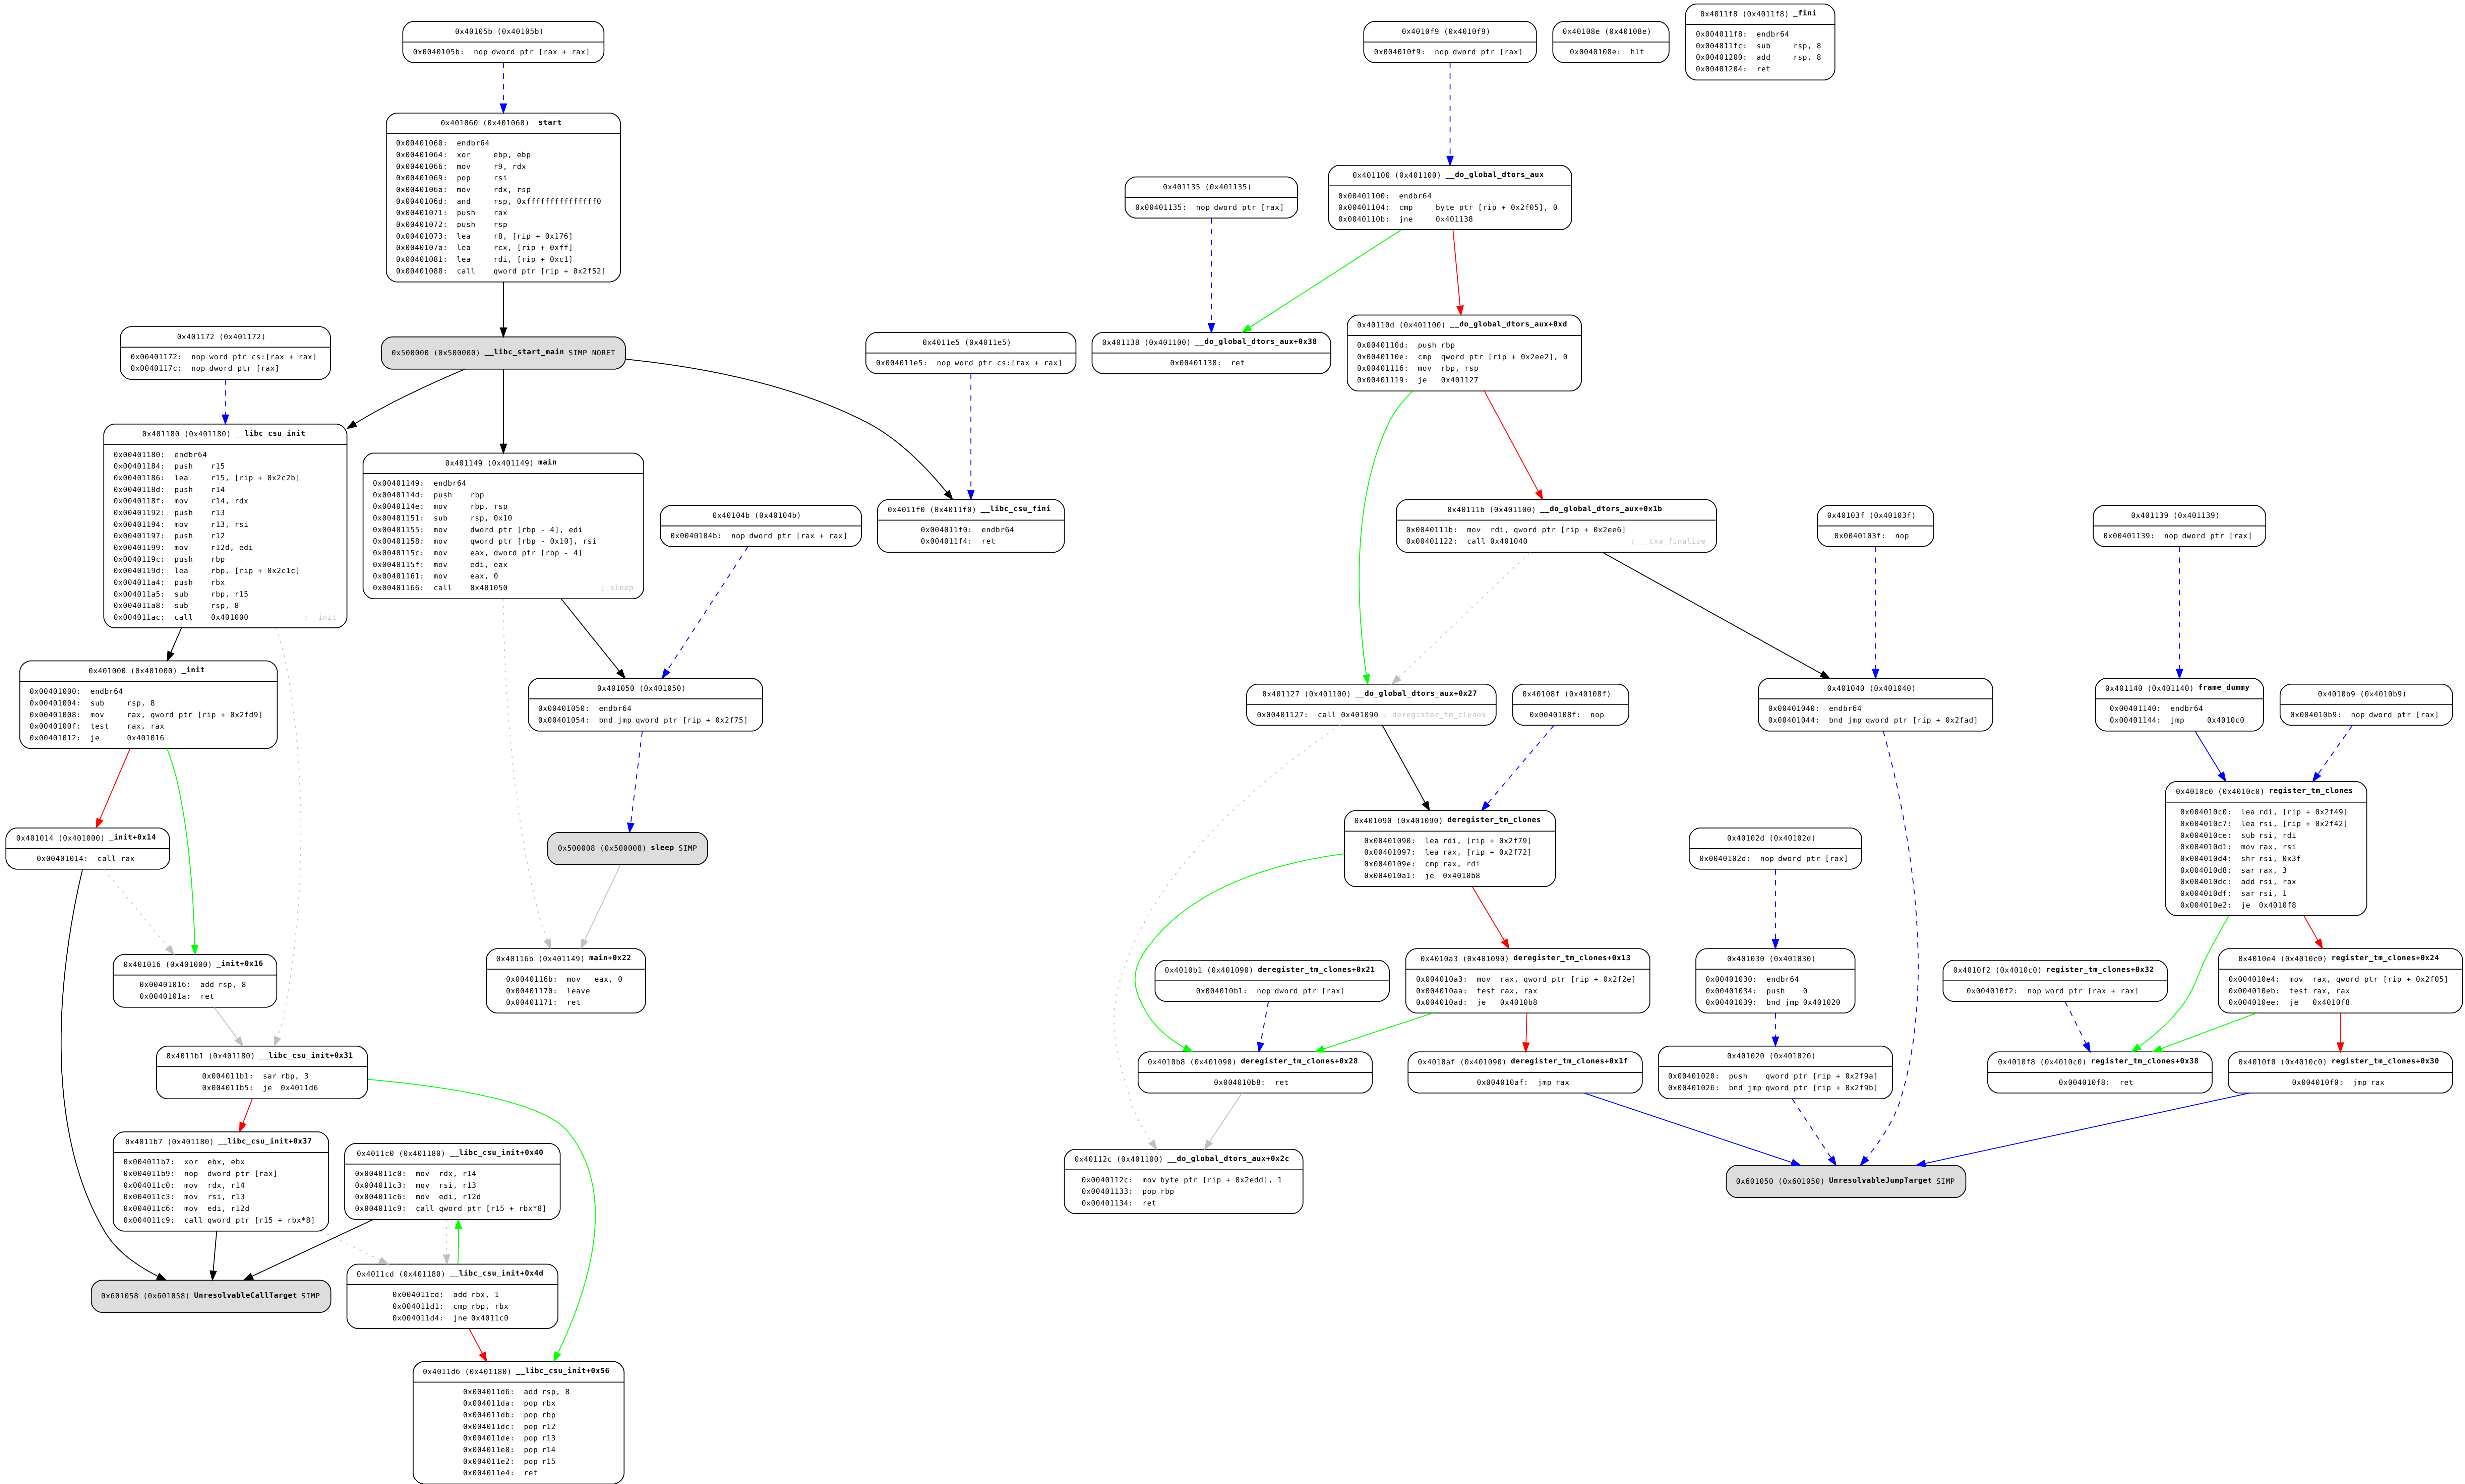 0x40105b (0x40105b)
0x0040105b: nop dword ptr [rax + rax]
0x401060 (0x401060) _start
0x00401060: endbr64
0x00401064: xor ebp, ebp
0x00401066: mov r9, rdx
0x00401069: pop rsi
0x0040106a: mov rdx, rsp
0x0040106d: and rsp, 0xfffffffffffffff0
0x00401071: push rax
0x00401072: push rsp
0x00401073: lea r8, [rip + 0x176]
0x0040107a: lea rcx, [rip + 0xff]
0x00401081: lea rdi, [rip + 0xc1]
0x00401088: call qword ptr [rip + 0x2f52]
0x500000 (0x500000) __libc_start_main SIMP NORET
0x401172 (0x401172)
0x00401172: nop word ptr cs:[rax + rax]
0x0040117c: nop dword ptr [rax]
0x401180 (0x401180) __libc_csu_init
0x00401180: endbr64
0x00401184: push r15
0x00401186: lea r15, [rip + 0x2c2b]
0x0040118d: push r14
0x0040118f: mov r14, rdx
0x00401192: push r13
0x00401194: mov r13, rsi
0x00401197: push r12
0x00401199: mov r12d, edi
0x0040119c: push rbp
0x0040119d: lea rbp, [rip + 0x2c1c]
0x004011a4: push rbx
0x004011a5: sub rbp, r15
0x004011a8: sub rsp, 8
0x004011ac: call 0x401000 ; _init
0x401149 (0x401149) main
0x00401149: endbr64
0x0040114d: push rbp
0x0040114e: mov rbp, rsp
0x00401151: sub rsp, 0x10
0x00401155: mov dword ptr [rbp - 4], edi
0x00401158: mov qword ptr [rbp - 0x10], rsi
0x0040115c: mov eax, dword ptr [rbp - 4]
0x0040115f: mov edi, eax
0x00401161: mov eax, 0
0x00401166: call 0x401050 ; sleep
0x4011e5 (0x4011e5)
0x004011e5: nop word ptr cs:[rax + rax]
0x4011f0 (0x4011f0) __libc_csu_fini
0x004011f0: endbr64
0x004011f4: ret
0x40104b (0x40104b)
0x0040104b: nop dword ptr [rax + rax]
0x401000 (0x401000) _init
0x00401000: endbr64
0x00401004: sub rsp, 8
0x00401008: mov rax, qword ptr [rip + 0x2fd9]
0x0040100f: test rax, rax
0x00401012: je 0x401016
0x401050 (0x401050)
0x00401050: endbr64
0x00401054: bnd jmp qword ptr [rip + 0x2f75]
0x401014 (0x401000) _init+0x14
0x00401014: call rax
0x500008 (0x500008) sleep SIMP
0x401016 (0x401000) _init+0x16
0x00401016: add rsp, 8
0x0040101a: ret
0x40116b (0x401149) main+0x22
0x0040116b: mov eax, 0
0x00401170: leave
0x00401171: ret
0x4011b1 (0x401180) __libc_csu_init+0x31
0x004011b1: sar rbp, 3
0x004011b5: je 0x4011d6
0x4011b7 (0x401180) __libc_csu_init+0x37
0x004011b7: xor ebx, ebx
0x004011b9: nop dword ptr [rax]
0x004011c0: mov rdx, r14
0x004011c3: mov rsi, r13
0x004011c6: mov edi, r12d
0x004011c9: call qword ptr [r15 + rbx*8]
0x4011c0 (0x401180) __libc_csu_init+0x40
0x004011c0: mov rdx, r14
0x004011c3: mov rsi, r13
0x004011c6: mov edi, r12d
0x004011c9: call qword ptr [r15 + rbx*8]
0x601058 (0x601058) UnresolvableCallTarget SIMP
0x4011cd (0x401180) __libc_csu_init+0x4d
0x004011cd: add rbx, 1
0x004011d1: cmp rbp, rbx
0x004011d4: jne 0x4011c0
0x4011d6 (0x401180) __libc_csu_init+0x56
0x004011d6: add rsp, 8
0x004011da: pop rbx
0x004011db: pop rbp
0x004011dc: pop r12
0x004011de: pop r13
0x004011e0: pop r14
0x004011e2: pop r15
0x004011e4: ret
0x4010f9 (0x4010f9)
0x004010f9: nop dword ptr [rax]
0x40108e (0x40108e)
0x0040108e: hlt
0x4011f8 (0x4011f8) _fini
0x004011f8: endbr64
0x004011fc: sub rsp, 8
0x00401200: add rsp, 8
0x00401204: ret
0x401135 (0x401135)
0x00401135: nop dword ptr [rax]
0x401100 (0x401100) __do_global_dtors_aux
0x00401100: endbr64
0x00401104: cmp byte ptr [rip + 0x2f05], 0
0x0040110b: jne 0x401138
0x401138 (0x401100) __do_global_dtors_aux+0x38
0x00401138: ret
0x40110d (0x401100) __do_global_dtors_aux+0xd
0x0040110d: push rbp
0x0040110e: cmp qword ptr [rip + 0x2ee2], 0
0x00401116: mov rbp, rsp
0x00401119: je 0x401127
0x40111b (0x401100) __do_global_dtors_aux+0x1b
0x0040111b: mov rdi, qword ptr [rip + 0x2ee6]
0x00401122: call 0x401040 ; __cxa_finalize
0x40103f (0x40103f)
0x0040103f: nop
0x401139 (0x401139)
0x00401139: nop dword ptr [rax]
0x401127 (0x401100) __do_global_dtors_aux+0x27
0x00401127: call 0x401090 ; deregister_tm_clones
0x40108f (0x40108f)
0x0040108f: nop
0x401040 (0x401040)
0x00401040: endbr64
0x00401044: bnd jmp qword ptr [rip + 0x2fad]
0x401140 (0x401140) frame_dummy
0x00401140: endbr64
0x00401144: jmp 0x4010c0
0x4010b9 (0x4010b9)
0x004010b9: nop dword ptr [rax]
0x401090 (0x401090) deregister_tm_clones
0x00401090: lea rdi, [rip + 0x2f79]
0x00401097: lea rax, [rip + 0x2f72]
0x0040109e: cmp rax, rdi
0x004010a1: je 0x4010b8
0x40102d (0x40102d)
0x0040102d: nop dword ptr [rax]
0x4010c0 (0x4010c0) register_tm_clones
0x004010c0: lea rdi, [rip + 0x2f49]
0x004010c7: lea rsi, [rip + 0x2f42]
0x004010ce: sub rsi, rdi
0x004010d1: mov rax, rsi
0x004010d4: shr rsi, 0x3f
0x004010d8: sar rax, 3
0x004010dc: add rsi, rax
0x004010df: sar rsi, 1
0x004010e2: je 0x4010f8
0x4010b1 (0x401090) deregister_tm_clones+0x21
0x004010b1: nop dword ptr [rax]
0x4010a3 (0x401090) deregister_tm_clones+0x13
0x004010a3: mov rax, qword ptr [rip + 0x2f2e]
0x004010aa: test rax, rax
0x004010ad: je 0x4010b8
0x401030 (0x401030)
0x00401030: endbr64
0x00401034: push 0
0x00401039: bnd jmp 0x401020
0x4010f2 (0x4010c0) register_tm_clones+0x32
0x004010f2: nop word ptr [rax + rax]
0x4010e4 (0x4010c0) register_tm_clones+0x24
0x004010e4: mov rax, qword ptr [rip + 0x2f05]
0x004010eb: test rax, rax
0x004010ee: je 0x4010f8
0x4010b8 (0x401090) deregister_tm_clones+0x28
0x004010b8: ret
0x4010af (0x401090) deregister_tm_clones+0x1f
0x004010af: jmp rax
0x401020 (0x401020)
0x00401020: push qword ptr [rip + 0x2f9a]
0x00401026: bnd jmp qword ptr [rip + 0x2f9b]
0x4010f8 (0x4010c0) register_tm_clones+0x38
0x004010f8: ret
0x4010f0 (0x4010c0) register_tm_clones+0x30
0x004010f0: jmp rax
0x40112c (0x401100) __do_global_dtors_aux+0x2c
0x0040112c: mov byte ptr [rip + 0x2edd], 1
0x00401133: pop rbp
0x00401134: ret
0x601050 (0x601050) UnresolvableJumpTarget SIMP